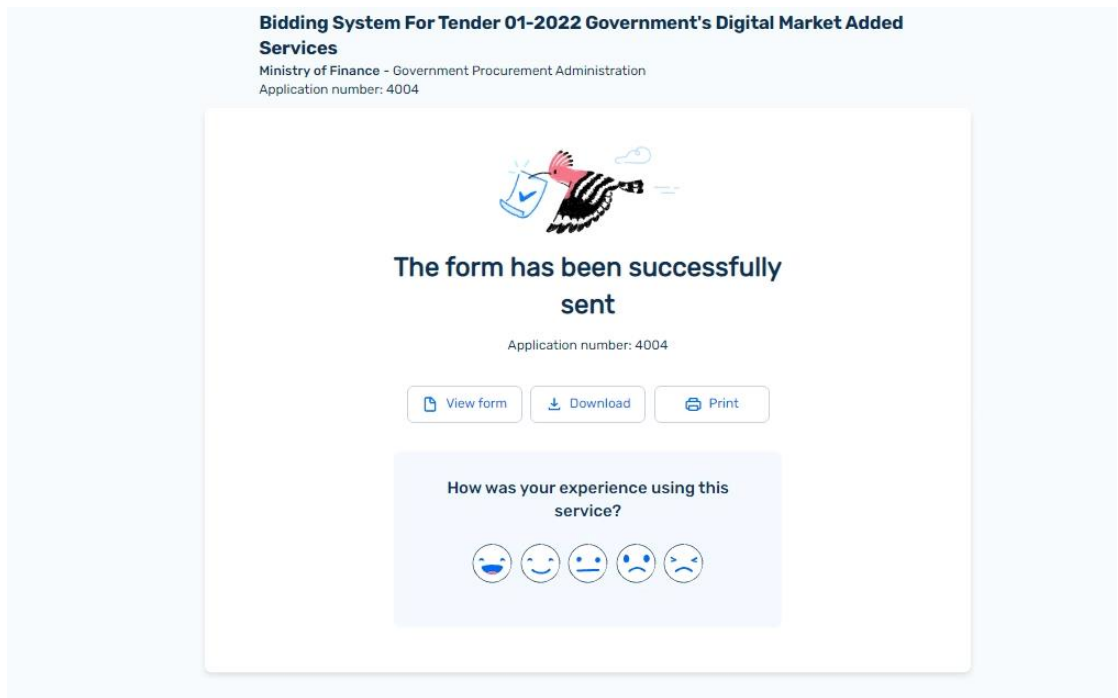 Bidding System For Tender 01-2022 Government's Digital Market Added
Services
Ministry of Finance - Government Procurement Administration
Application number: 4004
The form has been successfully
sent
Application number: 4004
View form
Download
Print
How was your experience using this
service?